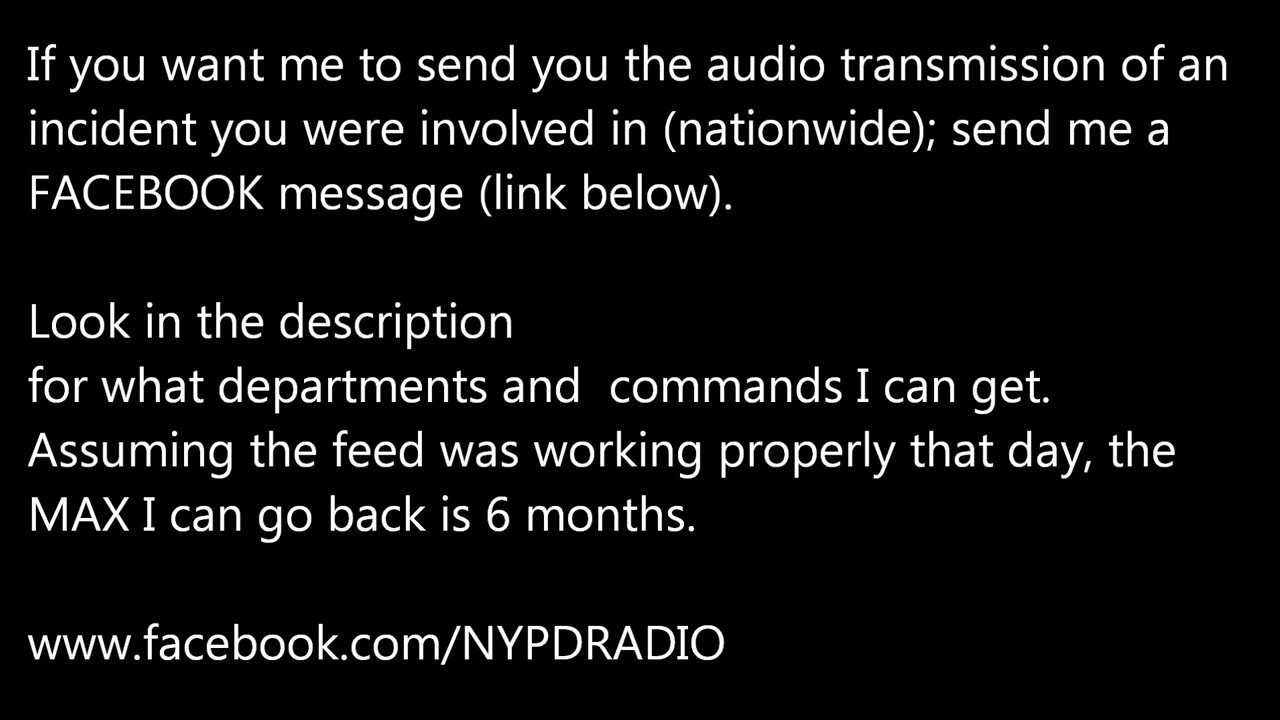 If you want me to send you the audio transmission of an
incident you were involved in (nationwide); send me a
FACEBOOK message (link below).
Look in the description
for what departments and  commands I can get.
Assuming the feed was working properly that day, the
MAX I can go back is 6 months.
www.facebook.com/NYPDRADIO